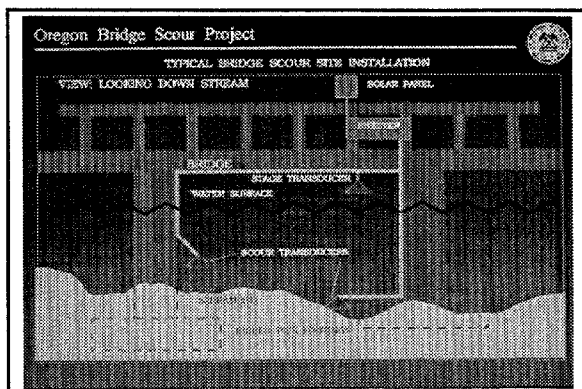 Oregon Bridge Scour Project
TYPICAL BRIDGE SCOUR SITE INSTALLATION
VIEW: LOOKING DOWN STREAM
SOLAR PANEL
BRIDGE
STAGE TRANSDUCER
WATER SURFACE
SCOUR TRANSDUCERS